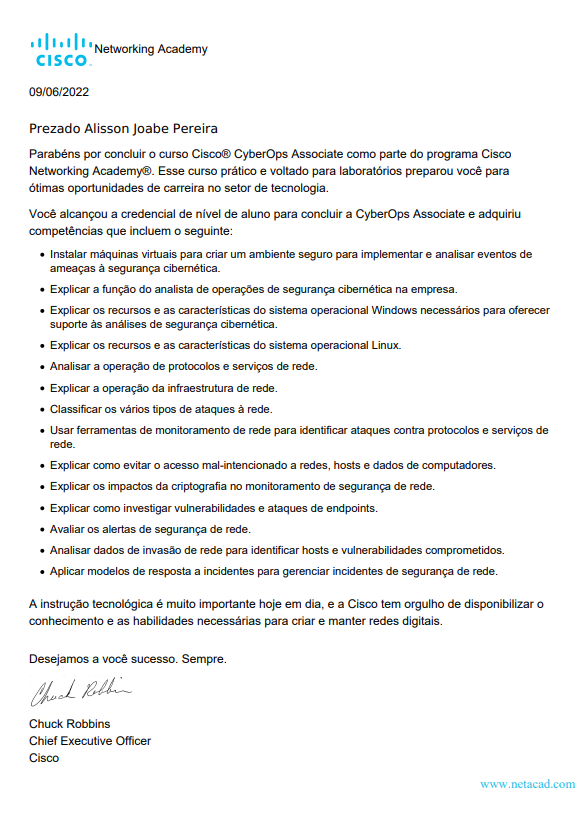 CISCO Networking Academy
09/06/2022
Prezado Alisson Joabe Pereira
Parabéns por concluir o curso Cisco® CyberOps Associate como parte do programa Cisco
Networking Academy®. Esse curso prático e voltado para laboratórios preparou você para
ótimas oportunidades de carreira no setor de tecnologia.
Você alcançou a credencial de nível de aluno para concluir a CyberOps Associate e adquiriu
competências que incluem o seguinte:
• Instalar máquinas virtuais para criar um ambiente seguro para implementar e analisar eventos de
ameaças à segurança cibernética.
• Explicar a função do analista de operações de segurança cibernética na empresa.
• Explicar os recursos e as características do sistema operacional Windows necessários para oferecer
suporte às análises de segurança cibernética.
• Explicar os recursos e as características do sistema operacional Linux.
• Analisar a operação de protocolos e serviços de rede.
• Explicar a operação da infraestrutura de rede.
• Classificar os vários tipos de ataques à rede.
• Usar ferramentas de monitoramento de rede para identificar ataques contra protocolos e serviços de
rede.
• Explicar como evitar o acesso mal-intencionado a redes, hosts e dados de computadores.
• Explicar os impactos da criptografia no monitoramento de segurança de rede.
• Explicar como investigar vulnerabilidades e ataques de endpoints.
• Avaliar os alertas de segurança de rede.
• Analisar dados de invasão de rede para identificar hosts e vulnerabilidades comprometidos.
• Aplicar modelos de resposta a incidentes para gerenciar incidentes de segurança de rede.
A instrução tecnológica é muito importante hoje em dia, e a Cisco tem orgulho de disponibilizar o
conhecimento e as habilidades necessárias para criar e manter redes digitais.
Desejamos a você sucesso. Sempre.
Chuck Robbins
Chuck Robbins
Chief Executive Officer
Cisco
www.netacad.com